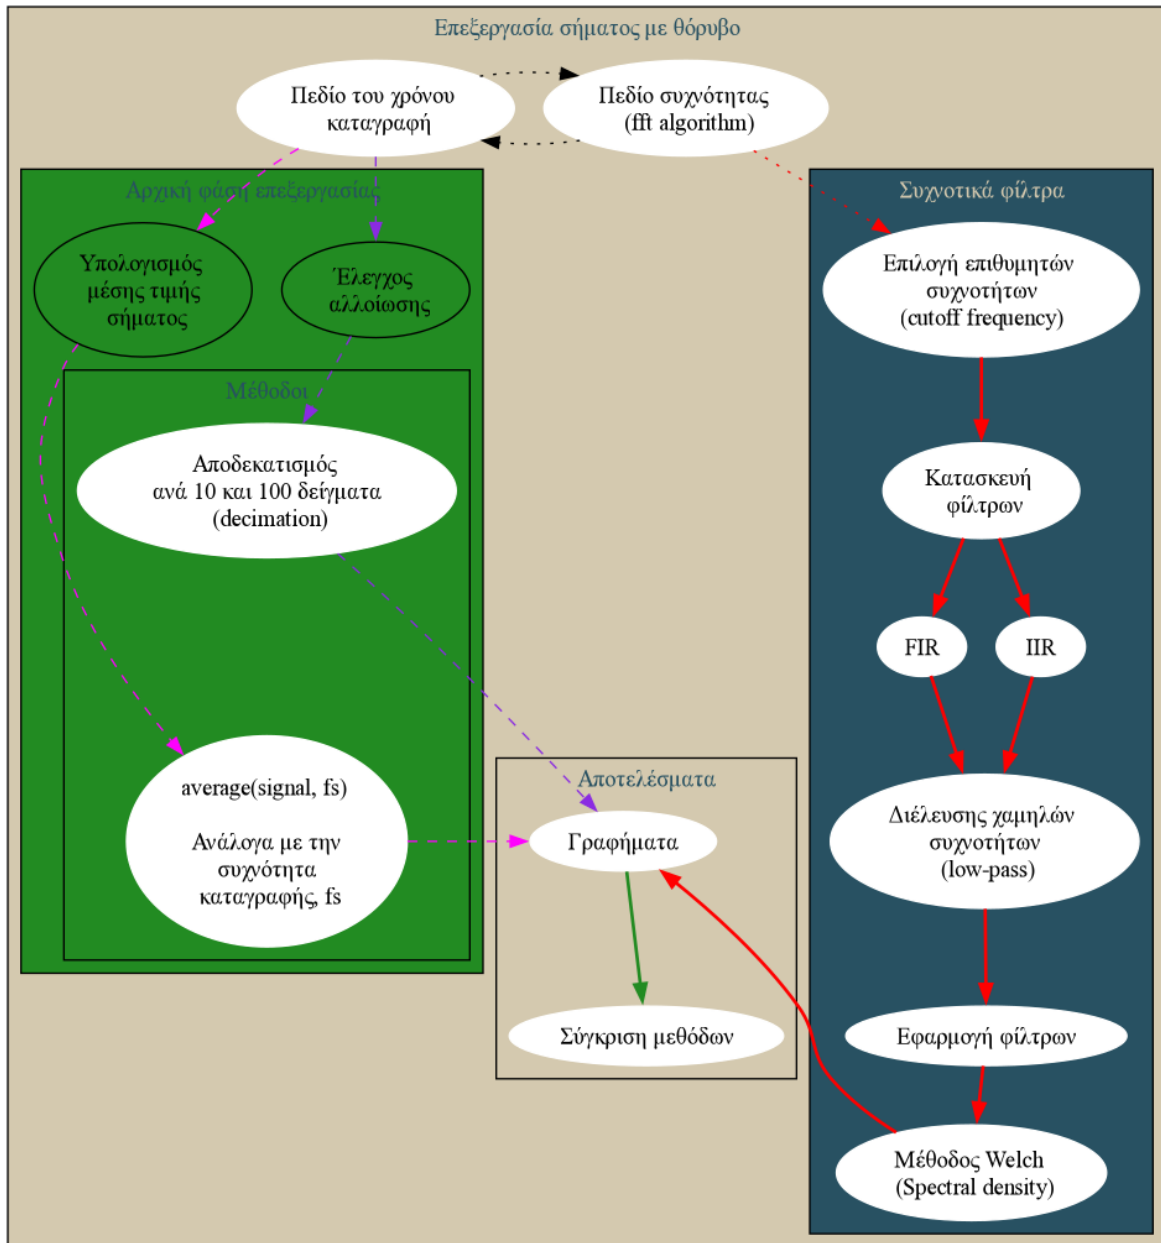 Επεξεργασία σήματος με θόρυβο
Πεδίο του χρόνου
καταγραφή
Πεδίο συχνότητας
(fft algorithm)
Αρχική φάση επεξεργασίας
Υπολογισμός
μέσης τιμής
σήματος
Έλεγχος
αλλοίωσης
Μέθοδοι
Αποδεκατισμός
ανά 10 και 100 δείγματα
(decimation)
average(signal, fs)
Ανάλογα με την
συχνότητα
καταγραφής, fs
Αποτελέσματα
Γραφήματα
Σύγκριση μεθόδων
Συχνοτικά φίλτρα
Επιλογή επιθυμητών
συχνοτήτων
(cutoff frequency)
Κατασκευή
φίλτρων
FIR
IIR
Διέλευσης χαμηλών
συχνοτήτων
(low-pass)
Εφαρμογή φίλτρων
Μέθοδος Welch
(Spectral density)